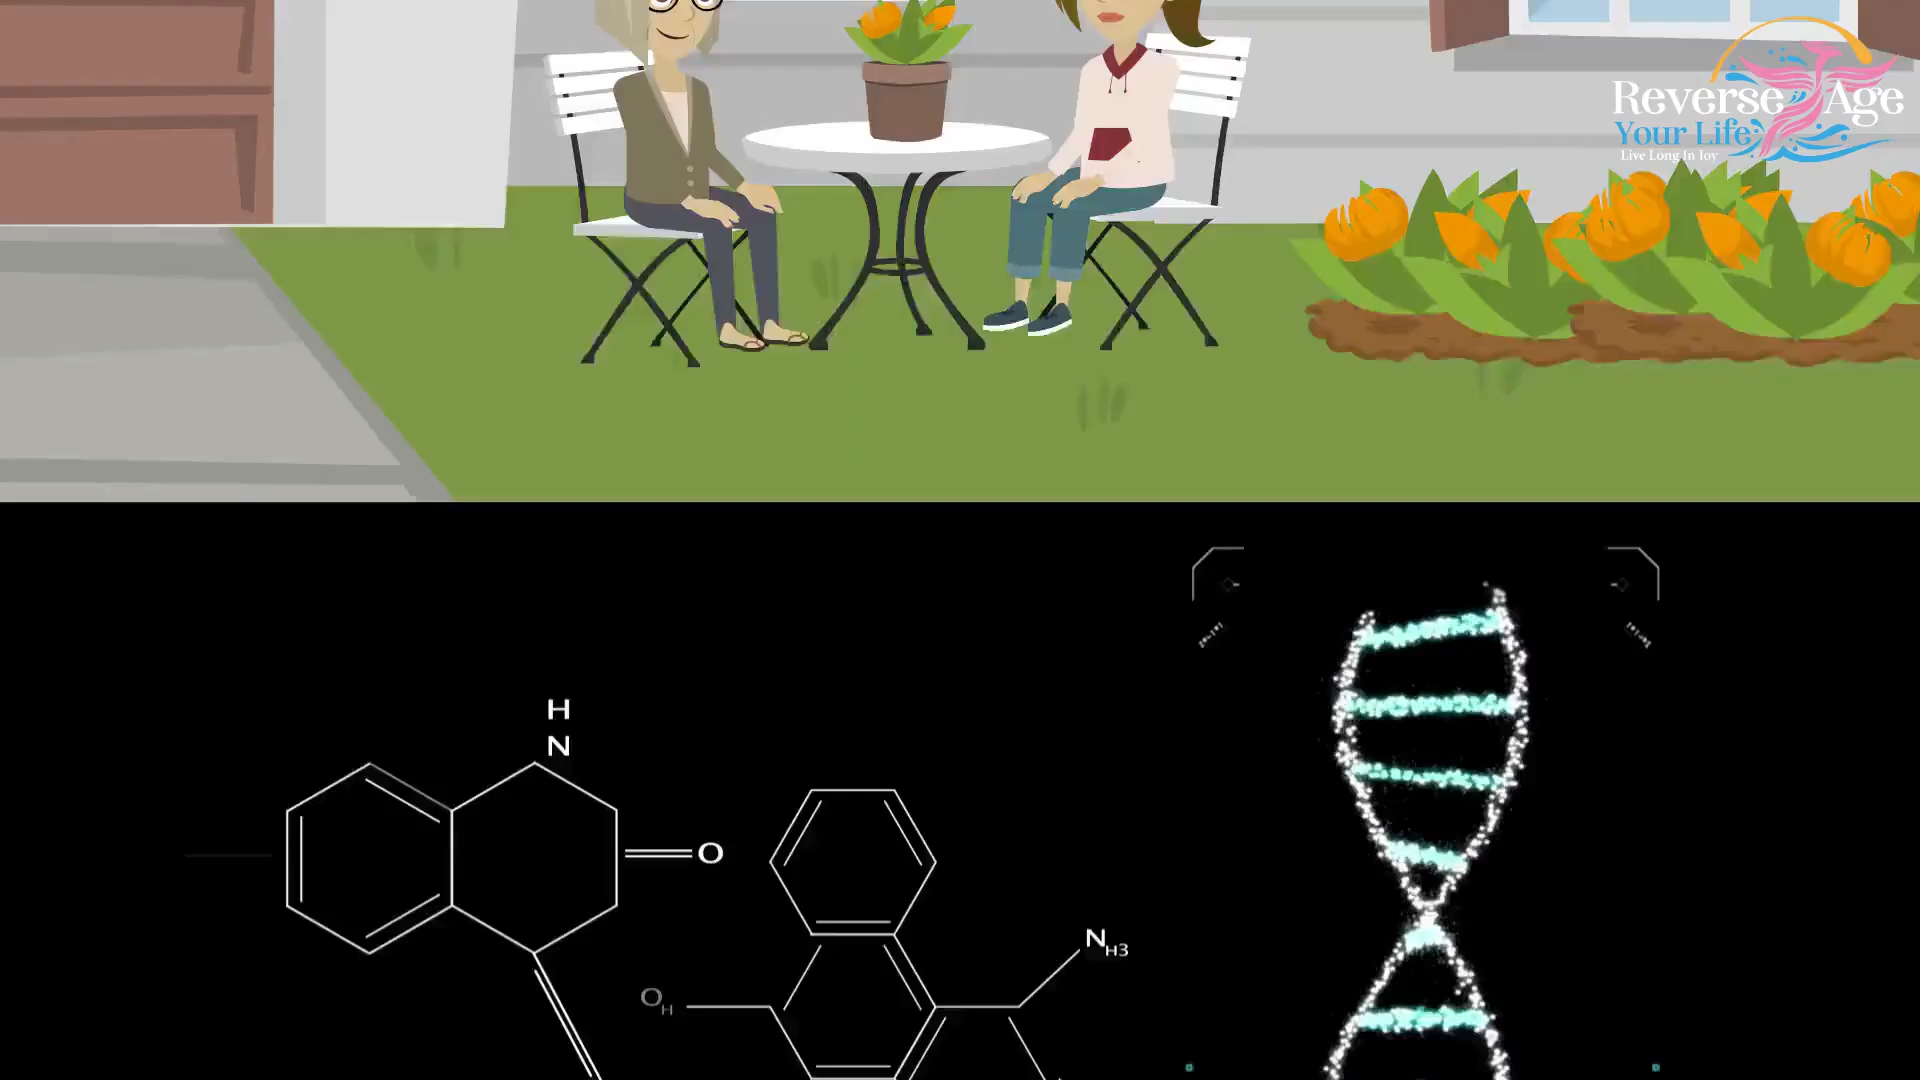 Reverse Age
Your Life
Live Long In Joy
H
N
O
NH3
OH